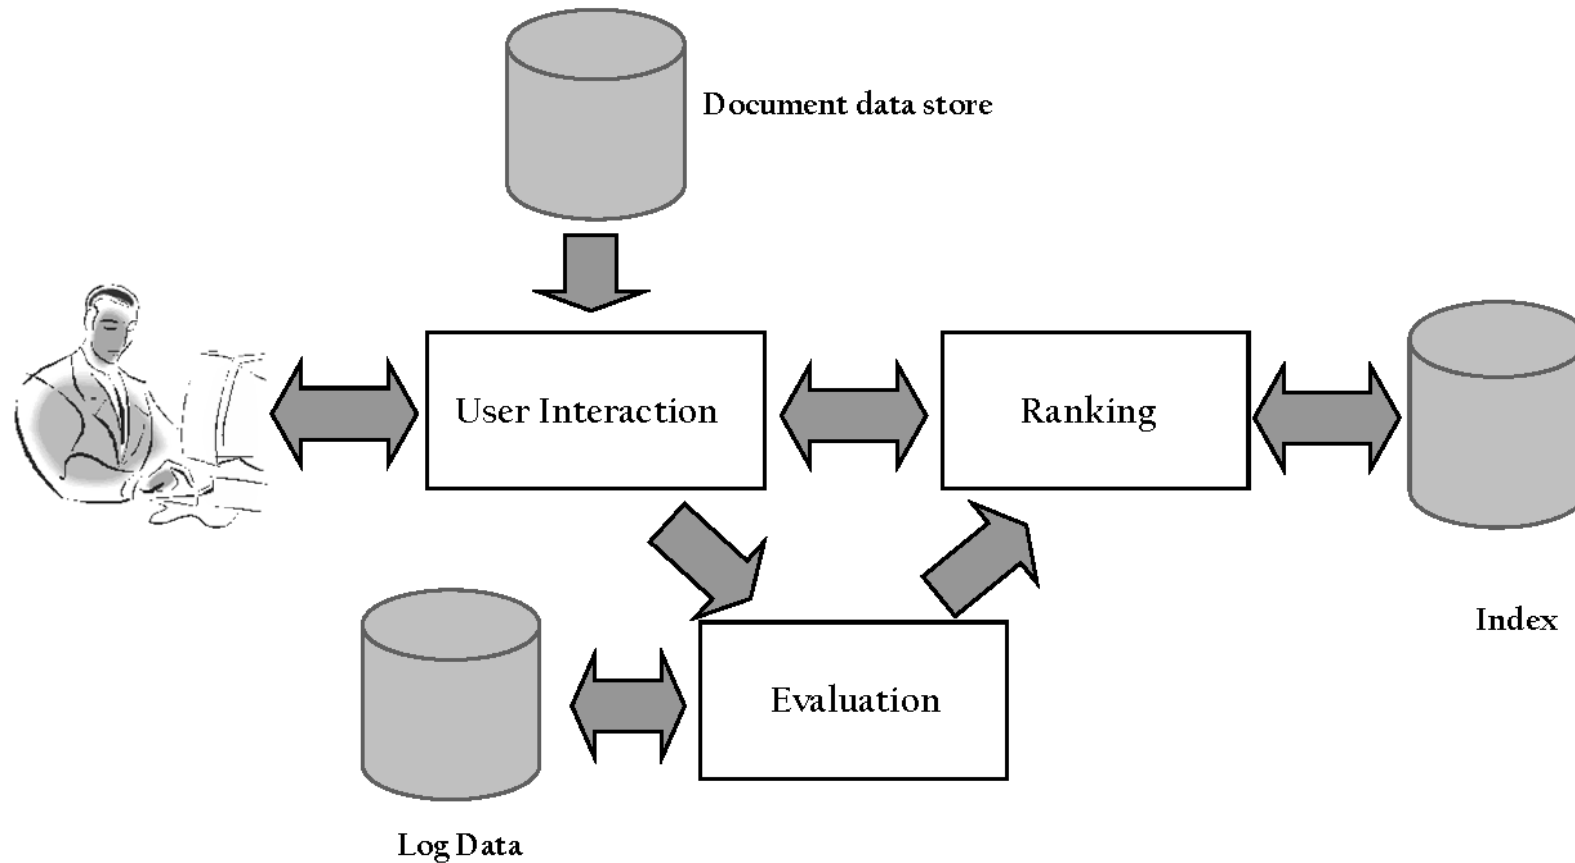 Document data store
User Interaction
Ranking
Index
Evaluation
Log Data